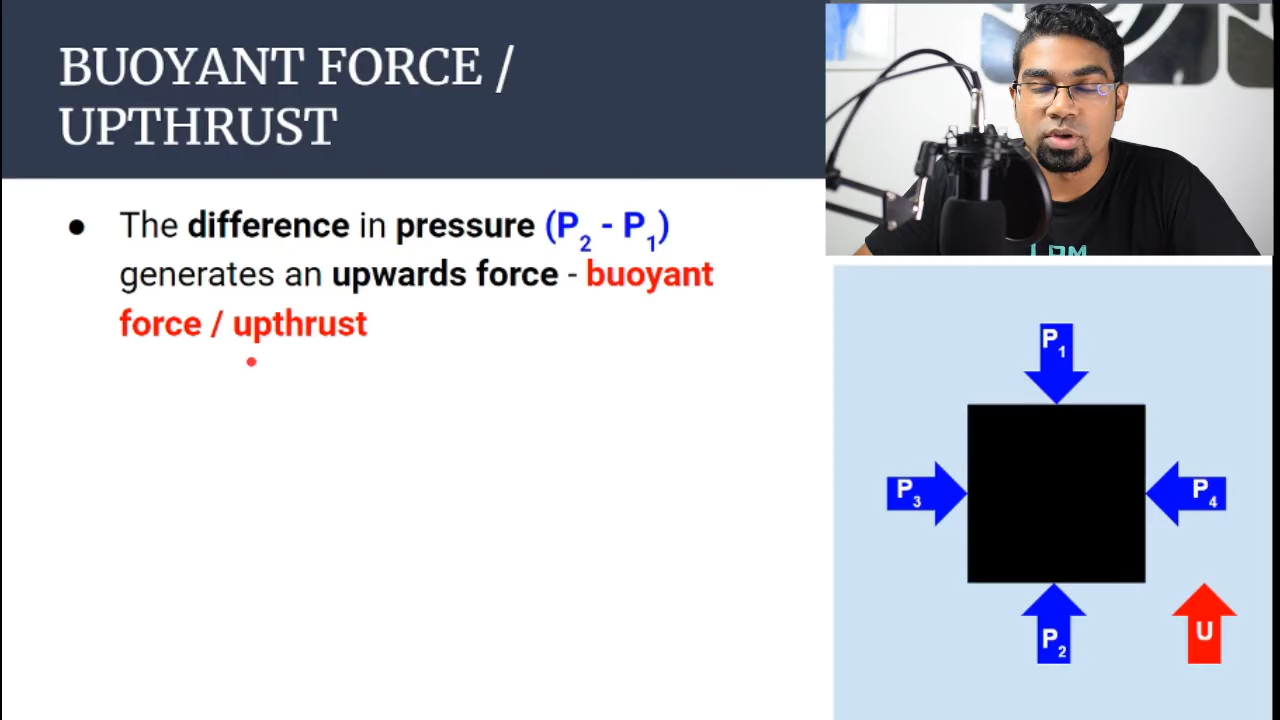 BUOYANT FORCE /
UPTHRUST
● The difference in pressure (P₂ - P₁)
generates an upwards force - buoyant
force / upthrust
I AM
P₁
P₃
P₄
P₂
U